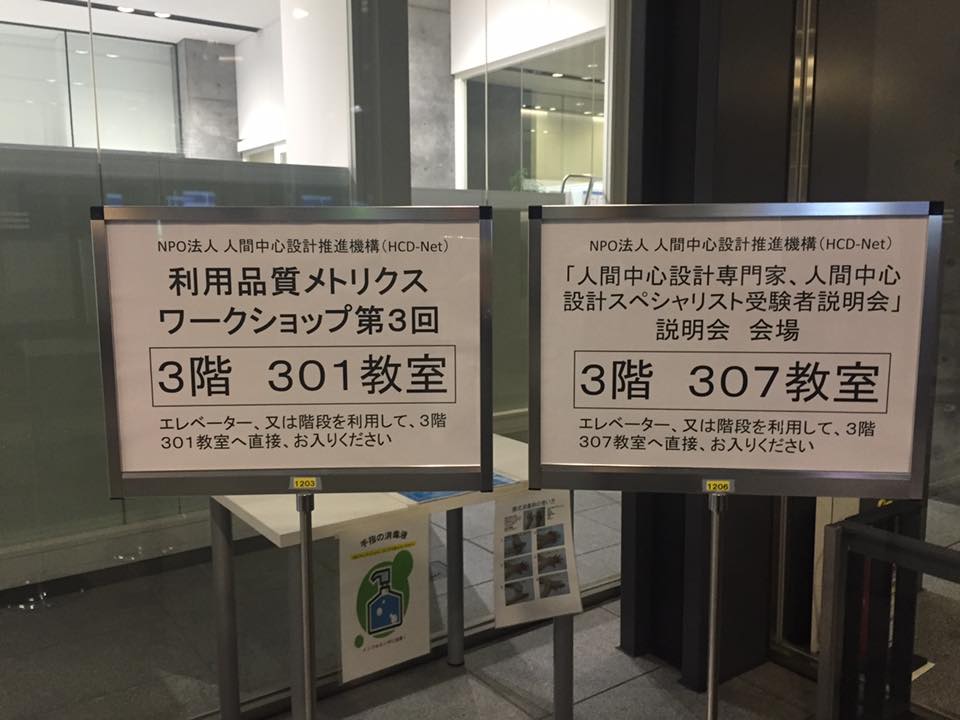 NPO法人 人間中心設計推進機構(HCD-Net)
利用品質メトリクス
ワークショップ第３回
３階　３０１教室
エレベーター、又は階段を利用して、３階
３０１教室へ直接、お入りください
1203
NPO法人 人間中心設計推進機構(HCD-Net)
「人間中心設計専門家、人間中心
設計スペシャリスト受験者説明会」
説明会　会場
３階　３０７教室
エレベーター、又は階段を利用して、３階
３０７教室へ直接、お入りください
1206
手指の消毒液